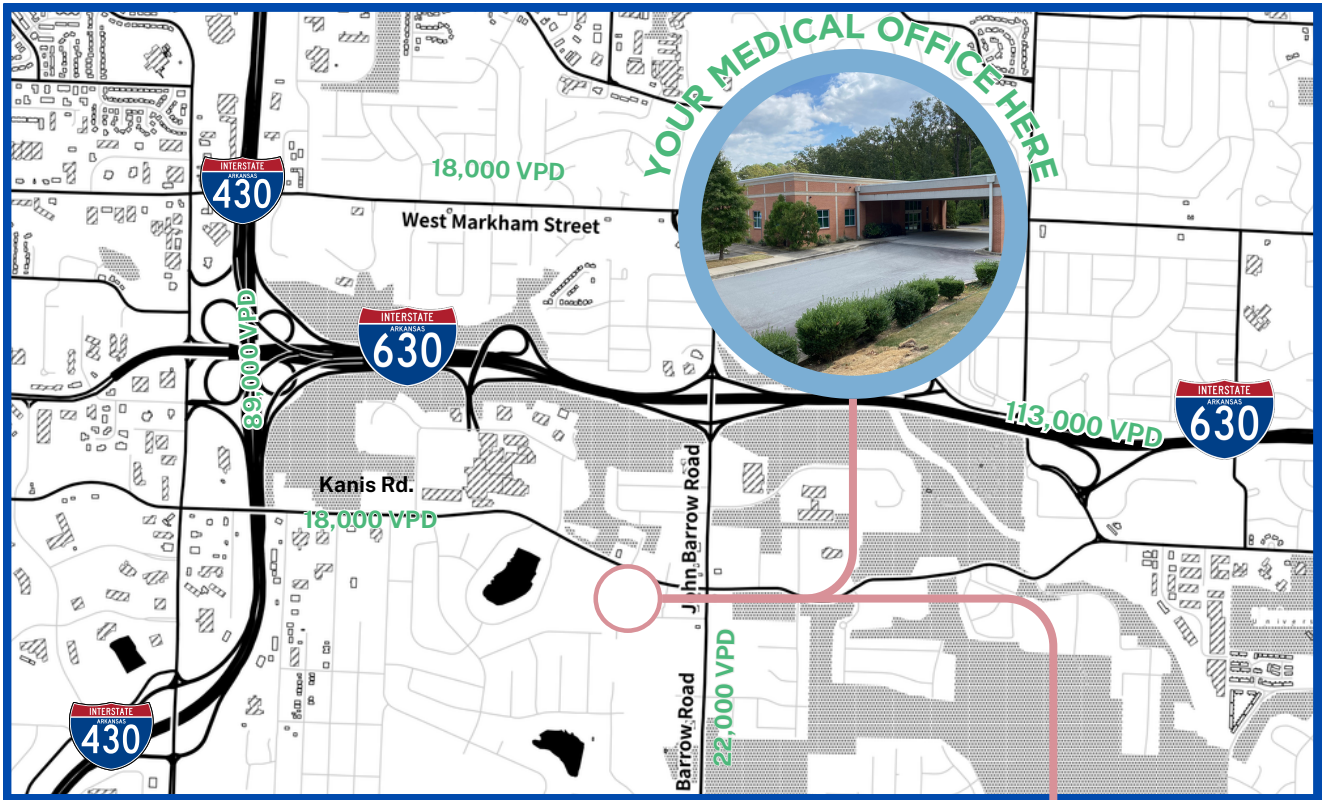 YOUR MEDICAL OFFICE HERE
INTERSTATE
ARKANSAS
430
18,000 VPD
West Markham Street
89,000 VPD
INTERSTATE
ARKANSAS
630
113,000 VPD
INTERSTATE
ARKANSAS
630
Kanis Rd.
18,000 VPD
John Barrow Road
22,000 VPD
Barrow Road
INTERSTATE
ARKANSAS
430